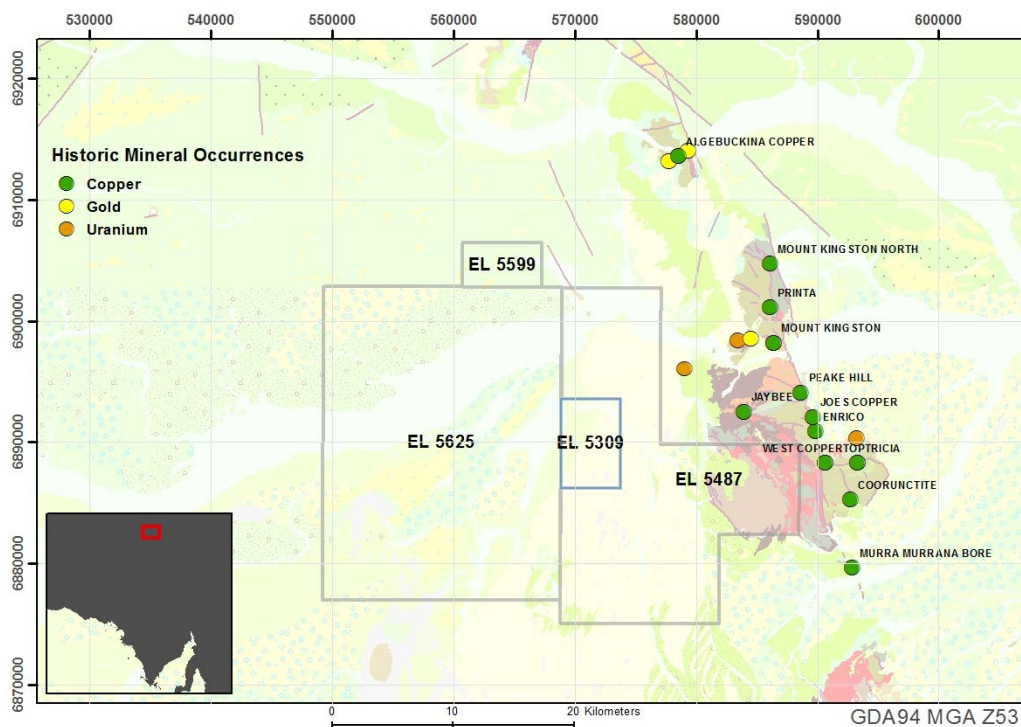 530000 540000 550000 560000 570000 580000 590000 600000
6920000
ALGEBUCKINA COPPER
Historic Mineral Occurrences
Copper
Gold
Uranium
6910000
MOUNT KINGSTON NORTH
EL 5599
PRINTA
6900000
MOUNT KINGSTON
PEAKE HILL
JAYBEE
JOES COPPER
ENRICO
6890000
EL 5625
EL 5309
WEST COPPERTOPTRICIA
EL 5487
COORUNCTITE
6880000
MURRA MURRANA BORE
6870000
0 10 20 Kilometers
GDA94 MGA Z53